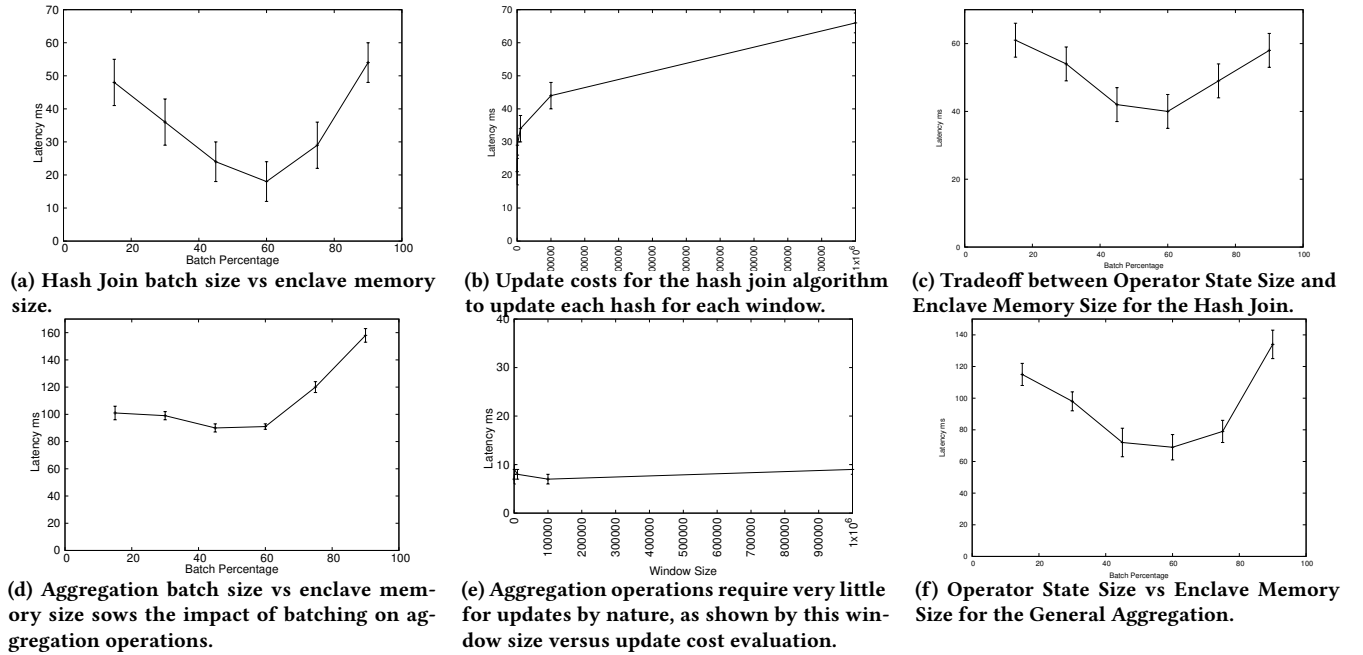 70
60
50
40
30
20
10
0
Latency ms
0 20 40 60 80 100
Batch Percentage
(a) Hash Join batch size vs enclave memory
size.
70
60
50
40
30
20
10
0
Latency ms
0
1x10^6
(b) Update costs for the hash join algorithm
to update each hash for each window.
60
40
20
0
Latency ms
0 20 40 60 80 100
Batch Percentage
(c) Tradeoff between Operator State Size and
Enclave Memory Size for the Hash Join.
160
140
120
100
80
60
40
20
0
Latency ms
0 20 40 60 80 100
Batch Percentage
(d) Aggregation batch size vs enclave mem-
ory size sows the impact of batching on ag-
gregation operations.
40
30
20
10
0
Latency ms
0 100000 200000 300000 400000 500000 600000 700000 800000 900000 1x10^6
Window Size
(e) Aggregation operations require very little
for updates by nature, as shown by this win-
dow size versus update cost evaluation.
140
120
100
80
60
40
20
0
Latency ms
0 20 40 60 80 100
Batch Percentage
(f) Operator State Size vs Enclave Memory
Size for the General Aggregation.